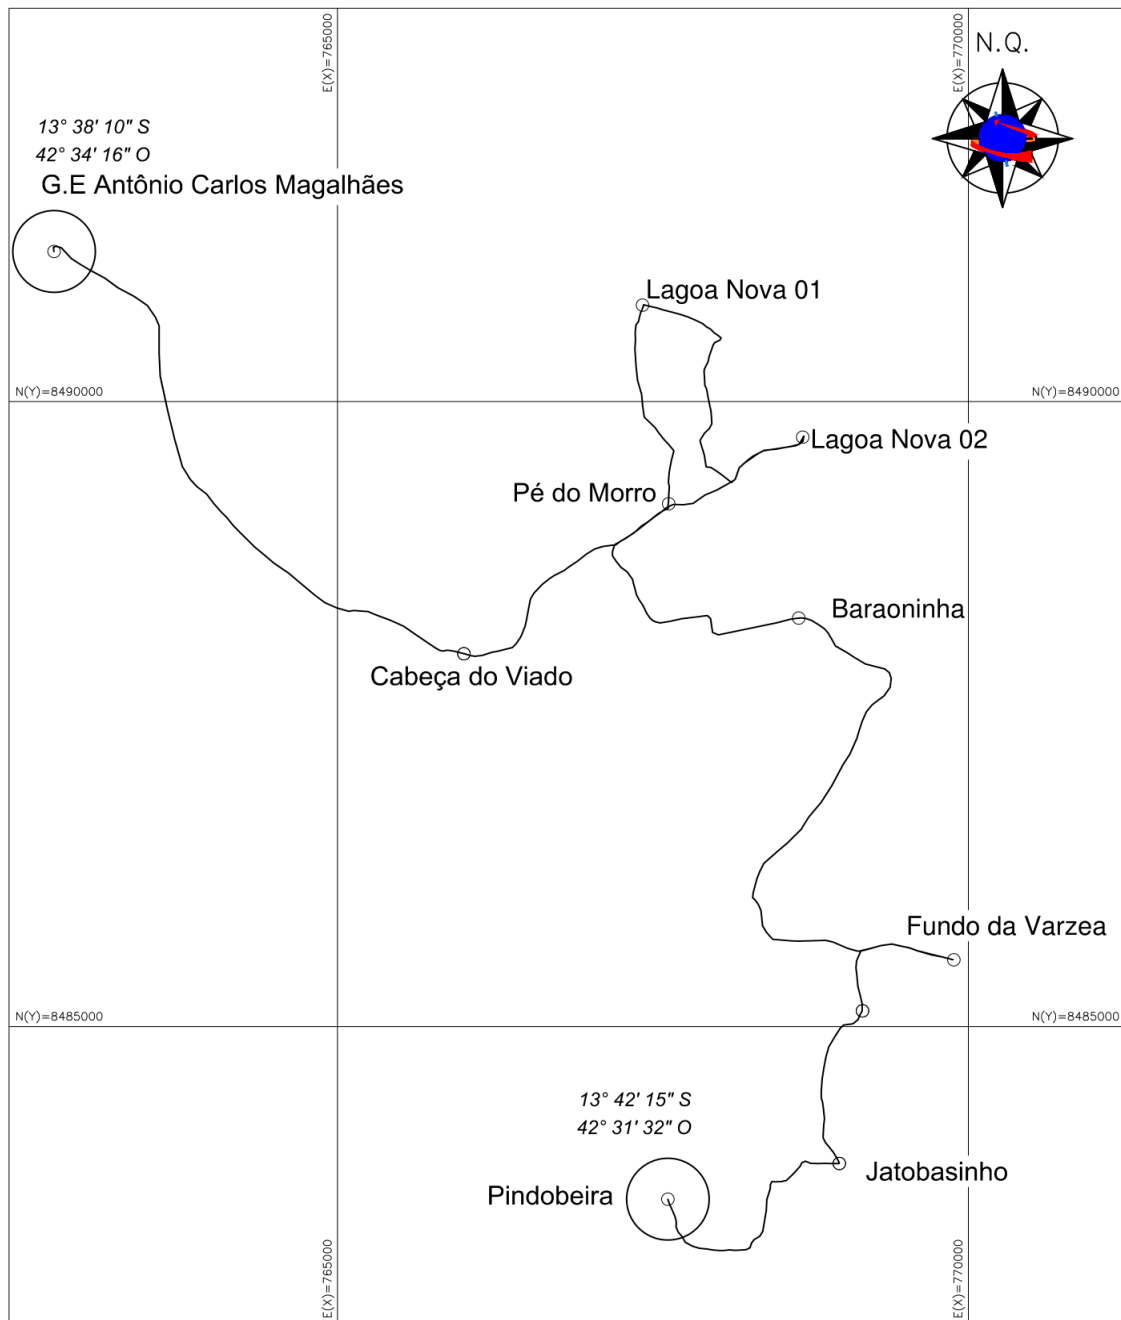 E(X)=765000
E(X)=770000
N.Q.
13° 38' 10" S
42° 34' 16" O
G.E Antônio Carlos Magalhães
Lagoa Nova 01
N(Y)=8490000
N(Y)=8490000
Lagoa Nova 02
Pé do Morro
Baraoninha
Cabeça do Viado
Fundo da Varzea
N(Y)=8485000
N(Y)=8485000
13° 42' 15" S
42° 31' 32" O
Jatobasinho
Pindobeira
E(X)=765000
E(X)=770000